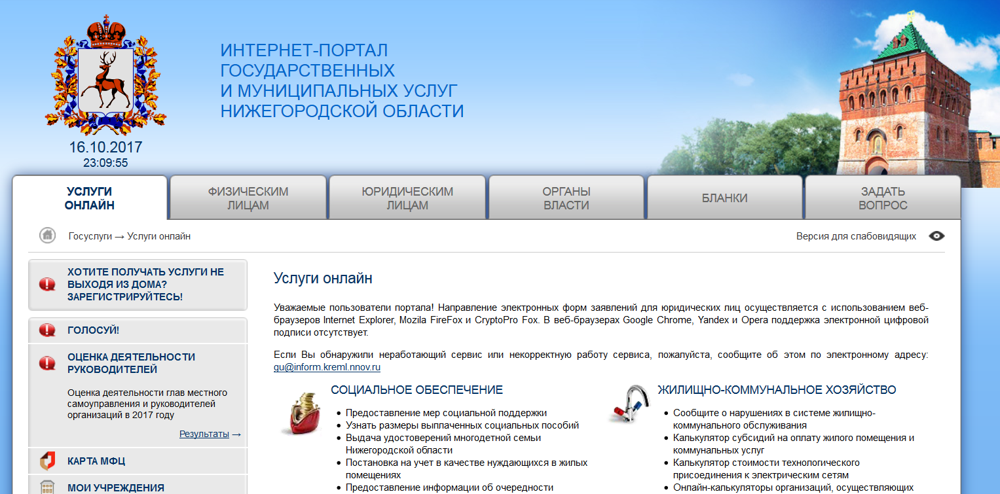 ИНТЕРНЕТ-ПОРТАЛ
ГОСУДАРСТВЕННЫХ
И МУНИЦИПАЛЬНЫХ УСЛУГ
НИЖЕГОРОДСКОЙ ОБЛАСТИ
16.10.2017
23:09:55
УСЛУГИ
ОНЛАЙН
ФИЗИЧЕСКИМ
ЛИЦАМ
ЮРИДИЧЕСКИМ
ЛИЦАМ
ОРГАНЫ
ВЛАСТИ
БЛАНКИ
ЗАДАТЬ
ВОПРОС
Госуслуги → Услуги онлайн
Версия для слабовидящих
ХОТИТЕ ПОЛУЧАТЬ УСЛУГИ НЕ
ВЫХОДЯ ИЗ ДОМА?
ЗАРЕГИСТРИРУЙТЕСЬ!
ГОЛОСУЙ!
ОЦЕНКА ДЕЯТЕЛЬНОСТИ
РУКОВОДИТЕЛЕЙ
Оценка деятельности глав местного
самоуправления и руководителей
организаций в 2017 году
Результаты →
КАРТА МФЦ
МОИ УЧРЕЖДЕНИЯ
Услуги онлайн
Уважаемые пользователи портала! Направление электронных форм заявлений для юридических лиц осуществляется с использованием веб-
браузеров Internet Explorer, Mozila FireFox и CryptoPro Fox. В веб-браузерах Google Chrome, Yandex и Opera поддержка электронной цифровой
подписи отсутствует.
Если Вы обнаружили неработающий сервис или некорректную работу сервиса, пожалуйста, сообщите об этом по электронному адресу:
gu@inform.kreml.nnov.ru
СОЦИАЛЬНОЕ ОБЕСПЕЧЕНИЕ
• Предоставление мер социальной поддержки
• Узнать размеры выплаченных социальных пособий
• Выдача удостоверений многодетной семьи
Нижегородской области
• Постановка на учет в качестве нуждающихся в жилых
помещениях
• Предоставление информации об очередности
ЖИЛИЩНО-КОММУНАЛЬНОЕ ХОЗЯЙСТВО
• Сообщите о нарушениях в системе жилищно-
коммунального обслуживания
• Калькулятор субсидий на оплату жилого помещения и
коммунальных услуг
• Калькулятор стоимости технологического
присоединения к электрическим сетям
• Онлайн-калькуляторы организаций, осуществляющих